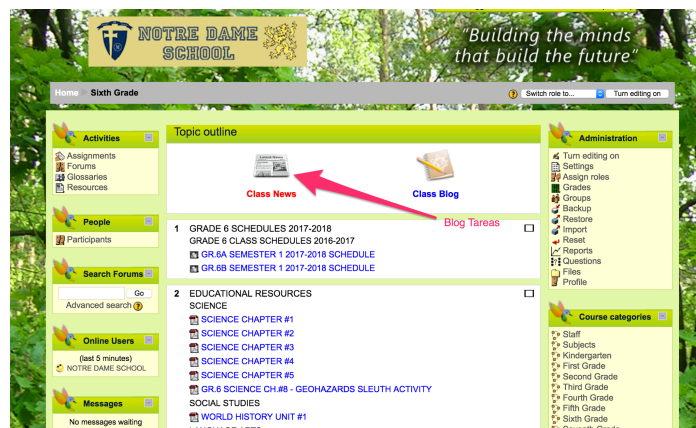 NOTRE DAME
SCHOOL
"Building the minds
that build the future"
Home Sixth Grade
Switch role to...
Turn editing on
Activities
Assignments
Forums
Glossaries
Resources
People
Participants
Search Forums
Go
Advanced search
Online Users
(last 5 minutes)
NOTRE DAME SCHOOL
Messages
No messages waiting
Topic outline
Latest News
Class News
Class Blog
Blog Tareas
1 GRADE 6 SCHEDULES 2017-2018
GRADE 6 CLASS SCHEDULES 2016-2017
GR.6A SEMESTER 1 2017-2018 SCHEDULE
GR.6B SEMESTER 1 2017-2018 SCHEDULE
2 EDUCATIONAL RESOURCES
SCIENCE
SCIENCE CHAPTER #1
SCIENCE CHAPTER #2
SCIENCE CHAPTER #3
SCIENCE CHAPTER #4
SCIENCE CHAPTER #5
GR.6 SCIENCE CH.#8 - GEOHAZARDS SLEUTH ACTIVITY
SOCIAL STUDIES
WORLD HISTORY UNIT #1
Administration
Turn editing on
Settings
Assign roles
Grades
Groups
Backup
Restore
Import
Reset
Reports
Questions
Files
Profile
Course categories
Staff
Subjects
Kindergarten
First Grade
Second Grade
Third Grade
Fourth Grade
Fifth Grade
Sixth Grade